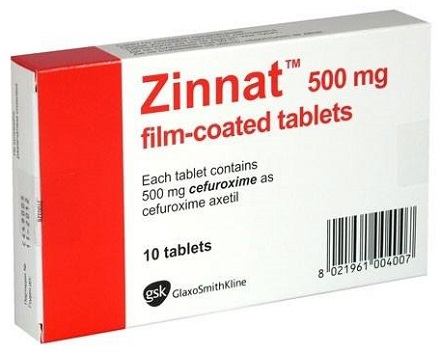 Zinnat™ 500 mg
film-coated tablets
Each tablet contains
500 mg cefuroxime as
cefuroxime axetil
10 tablets
gsk GlaxoSmithKline
8 021961 004007